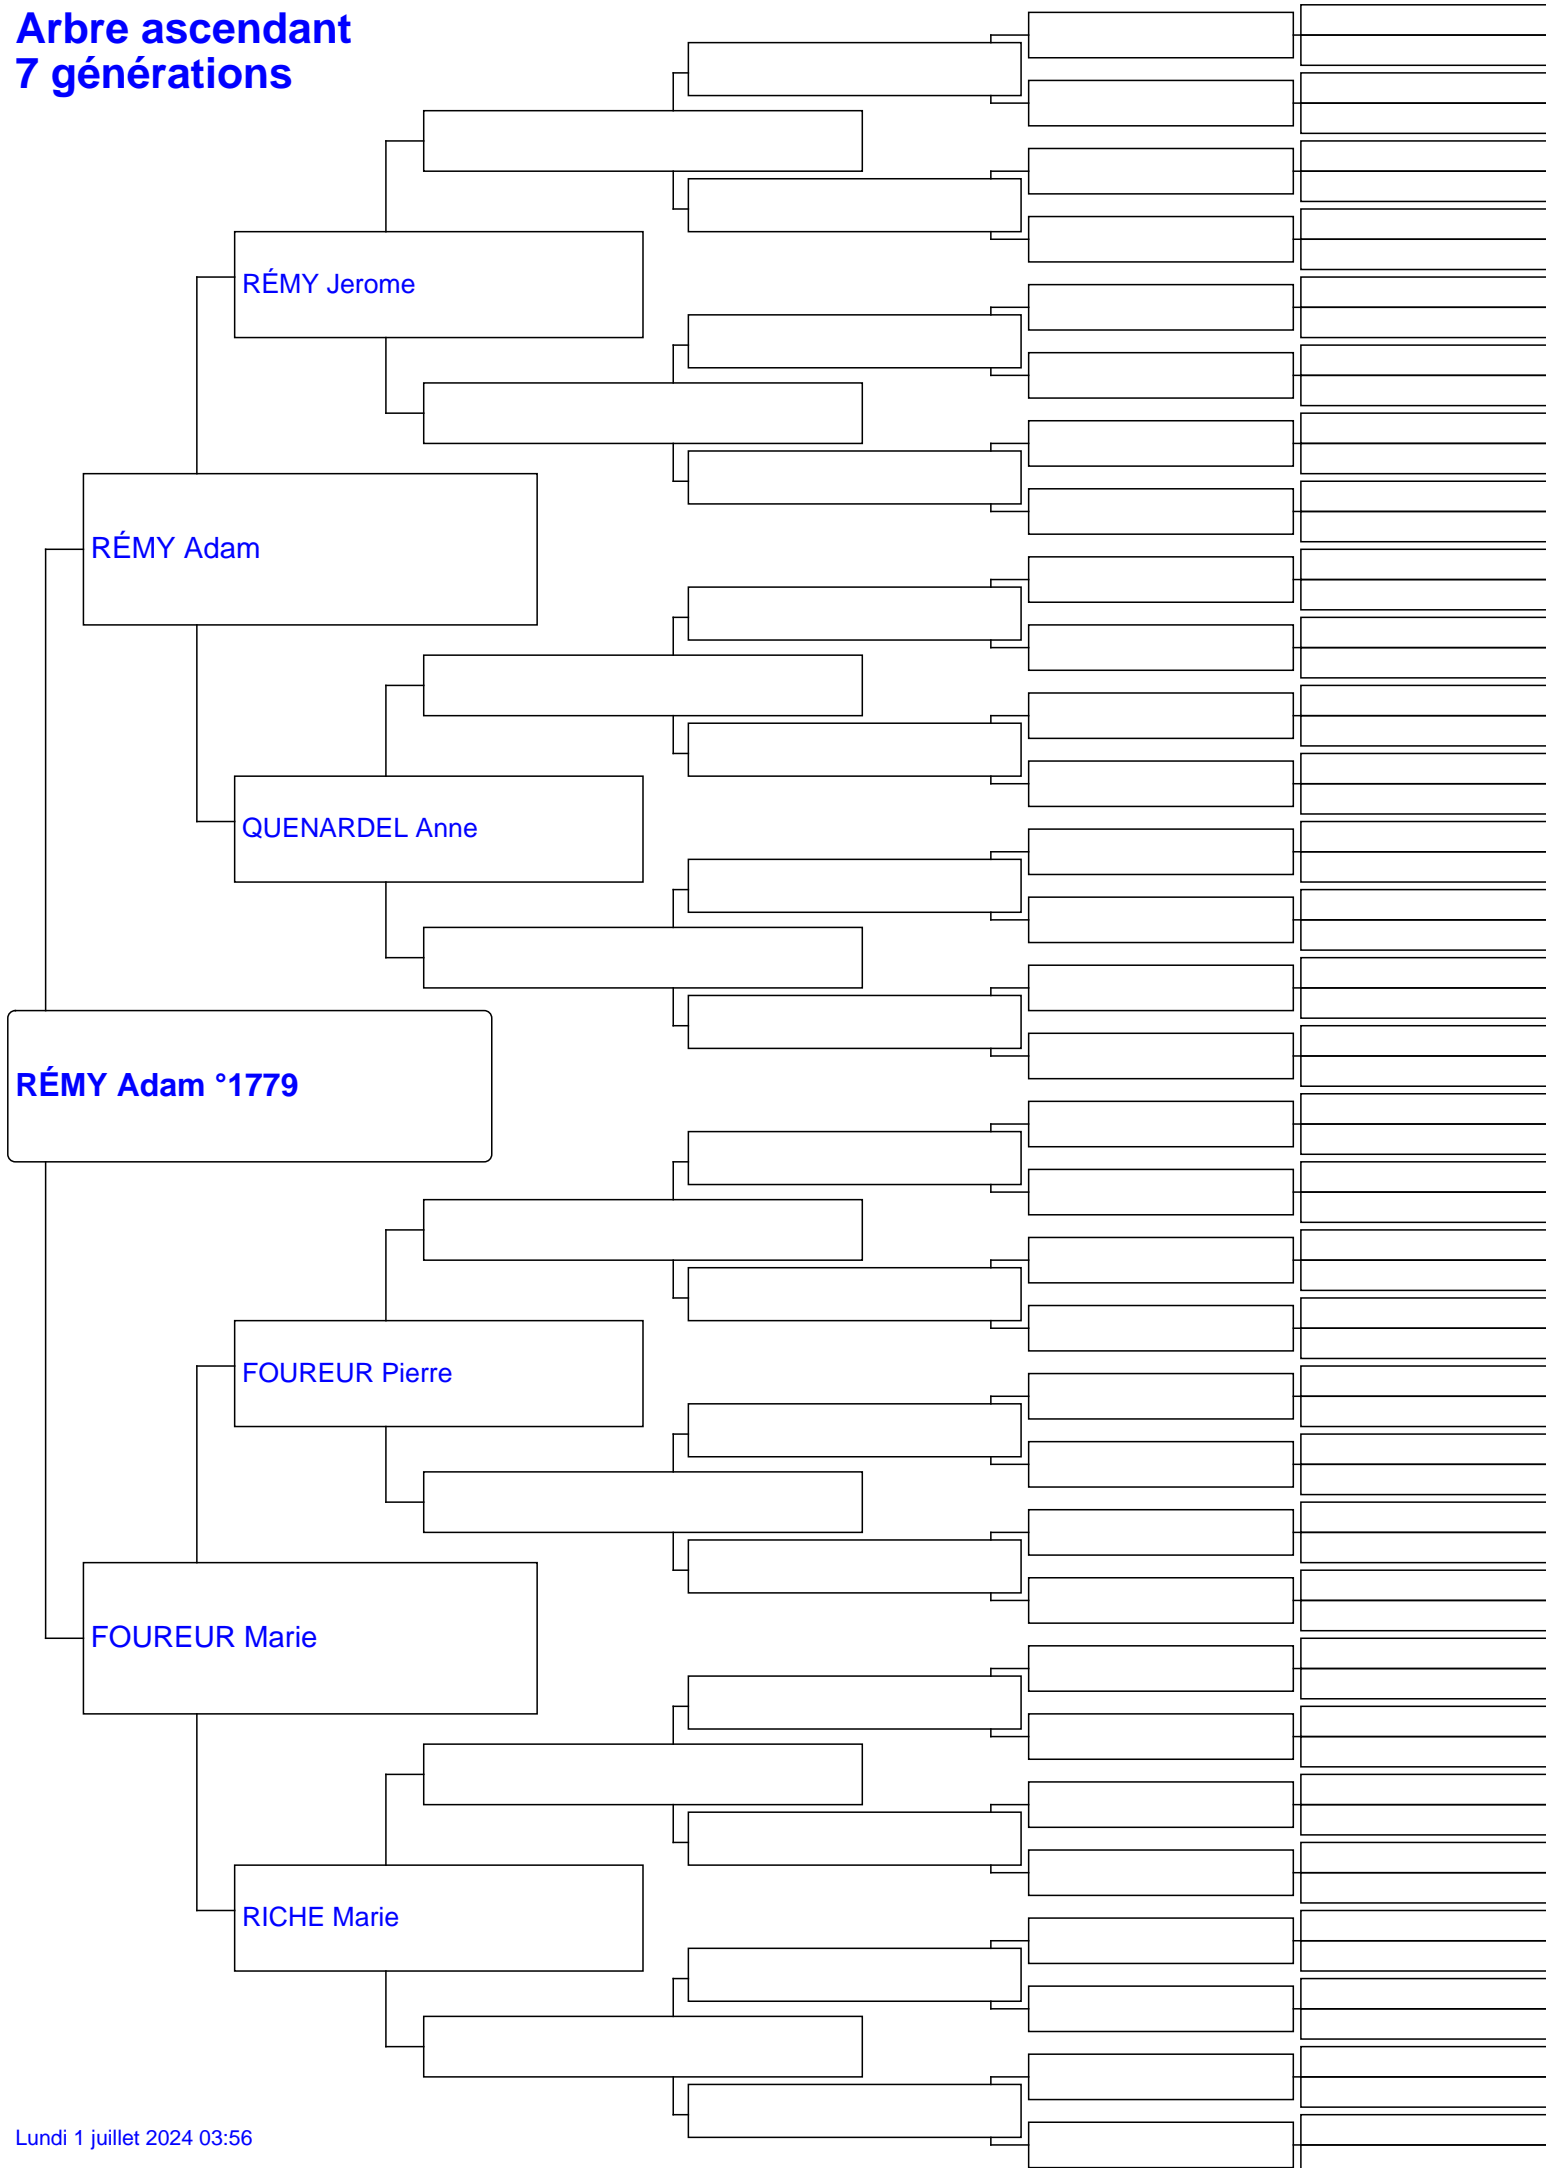 Arbre ascendant
7 générations
RÉMY Jerome
RÉMY Adam
QUENARDEL Anne
RÉMY Adam °1779
FOUREUR Pierre
FOUREUR Marie
RICHE Marie
Lundi 1 juillet 2024 03:56